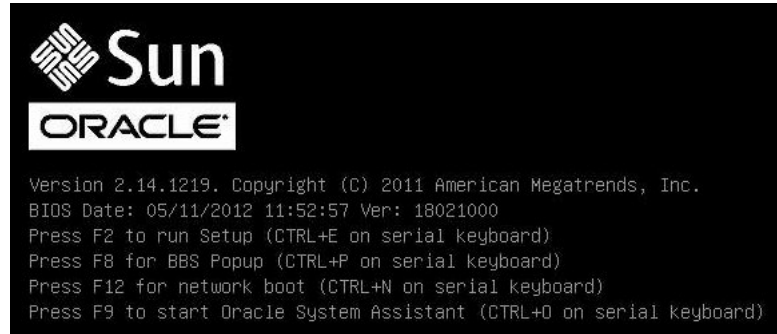 Sun
ORACLE
Version 2.14.1219. Copyright (C) 2011 American Megatrends, Inc.
BIOS Date: 05/11/2012 11:52:57 Ver: 18021000
Press F2 to run Setup (CTRL+E on serial keyboard)
Press F8 for BBS Popup (CTRL+P on serial keyboard)
Press F12 for network boot (CTRL+N on serial keyboard)
Press F9 to start Oracle System Assistant (CTRL+O on serial keyboard)